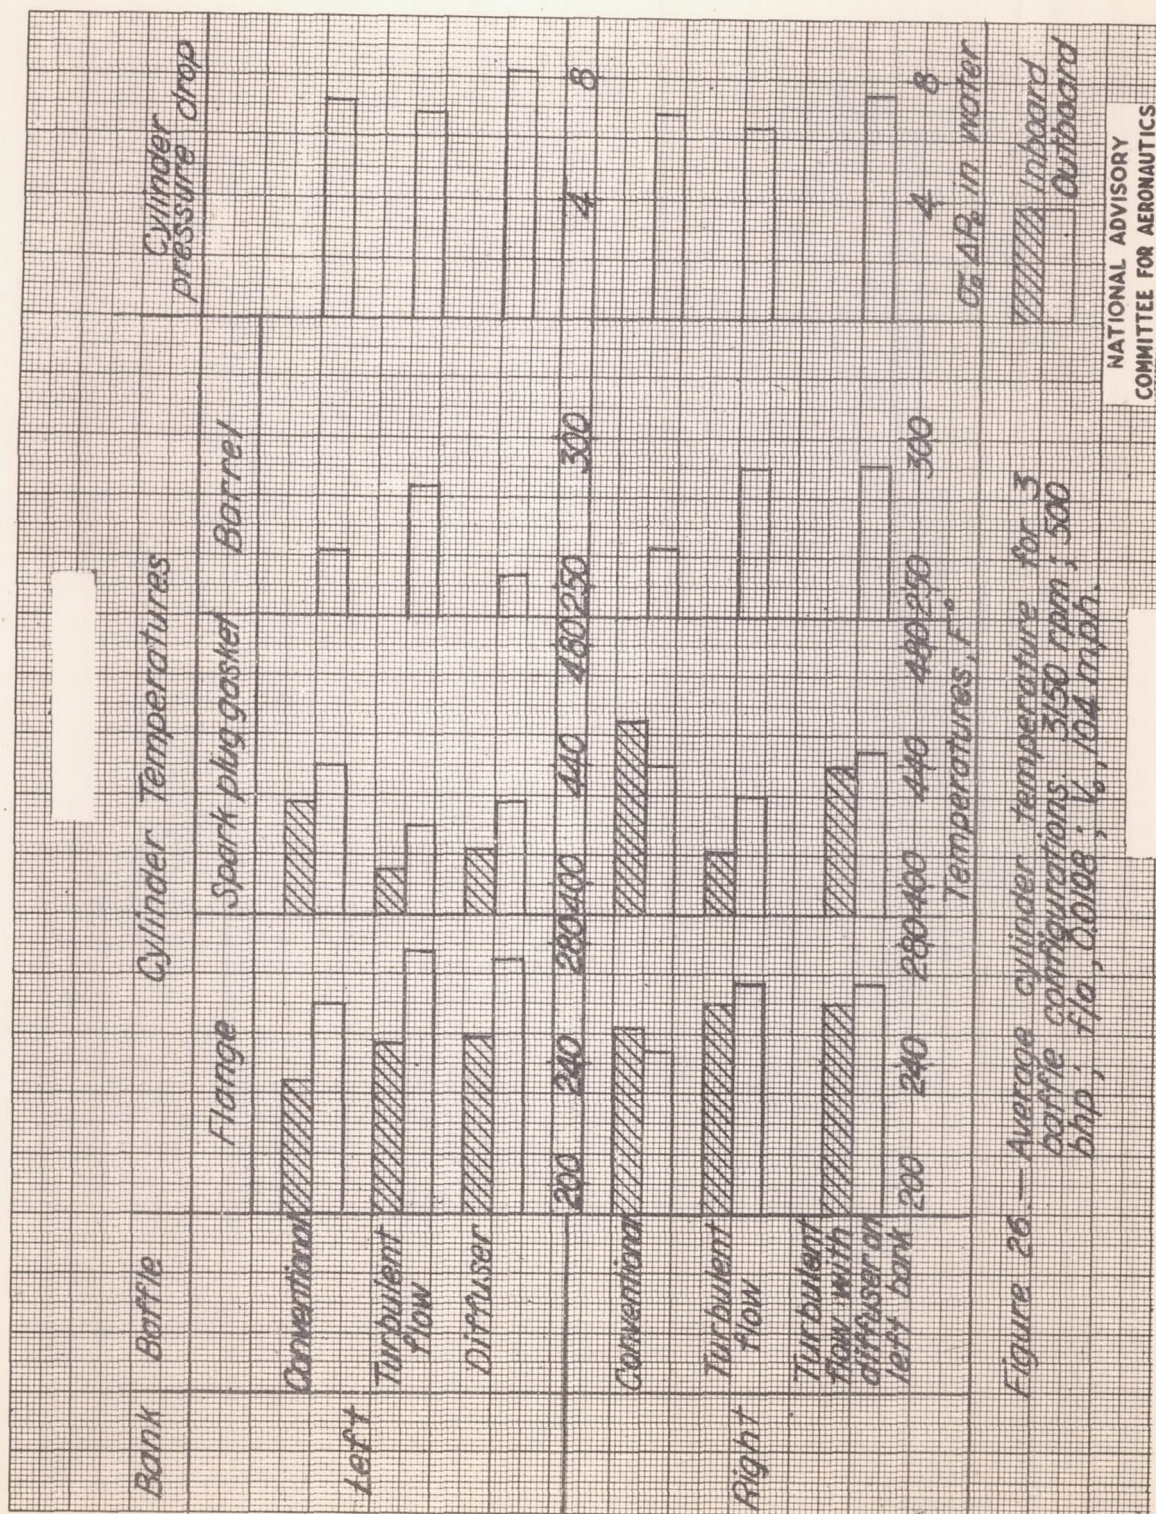 Cylinder Temperatures
Cylinder
pressure drop
Bank Baffle
Flange
Spark plug gasket
Barrel
Left
Conventional
Turbulent
flow
Diffuser
200 240 280 400 440 480 250 300 4 8
Right
Conventional
Turbulent
flow
Turbulent
flow with
diffuser on
left bank
200 240 280 400 440 480 250 300 4 8
Temperatures, F°
in water
Inboard
Outboard
Figure 26.— Average cylinder temperature for 3
baffle configurations. 3150 rpm; 500
bhp; f/a, 0.098; V₀, 104 mph.
NATIONAL ADVISORY
COMMITTEE FOR AERONAUTICS